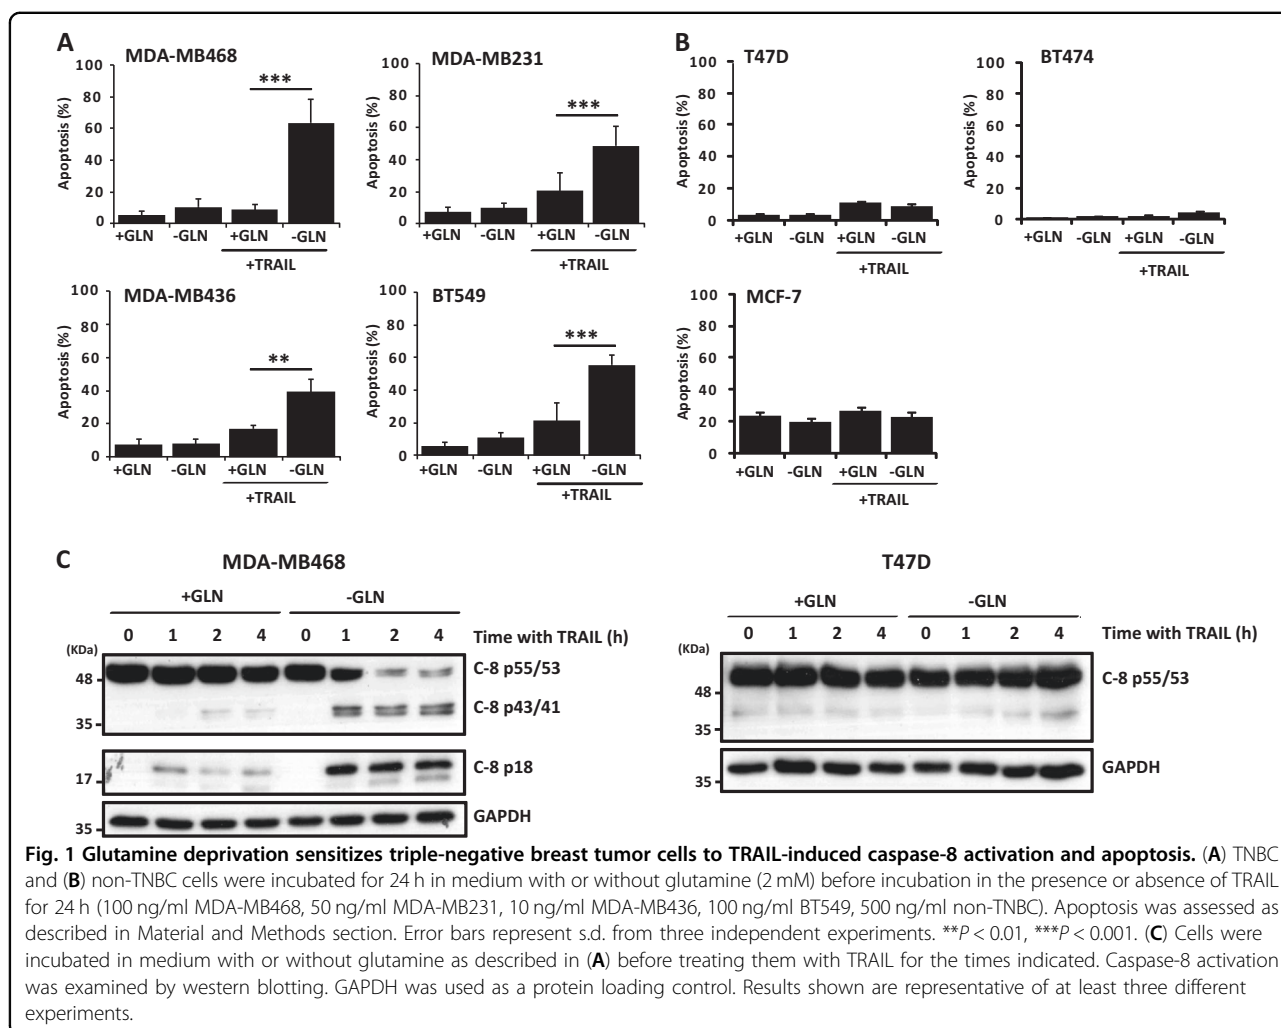 A
MDA-MB468
100
80
60
40
20
0
Apoptosis (%)
***
+GLN -GLN +GLN -GLN
+TRAIL
MDA-MB231
100
80
60
40
20
0
Apoptosis (%)
***
+GLN -GLN +GLN -GLN
+TRAIL
MDA-MB436
100
80
60
40
20
0
Apoptosis (%)
**
+GLN -GLN +GLN -GLN
+TRAIL
BT549
100
80
60
40
20
0
Apoptosis (%)
***
+GLN -GLN +GLN -GLN
+TRAIL
B
T47D
100
80
60
40
20
0
Apoptosis (%)
+GLN -GLN +GLN -GLN
+TRAIL
BT474
100
80
60
40
20
0
Apoptosis (%)
+GLN -GLN +GLN -GLN
+TRAIL
MCF-7
100
80
60
40
20
0
Apoptosis (%)
+GLN -GLN +GLN -GLN
+TRAIL
C
MDA-MB468
+GLN -GLN
0 1 2 4 0 1 2 4 Time with TRAIL (h)
(KDa)
48
35
17
35
C-8 p55/53
C-8 p43/41
C-8 p18
GAPDH
T47D
+GLN -GLN
0 1 2 4 0 1 2 4 Time with TRAIL (h)
(KDa)
48
35
35
C-8 p55/53
GAPDH
Fig. 1 Glutamine deprivation sensitizes triple-negative breast tumor cells to TRAIL-induced caspase-8 activation and apoptosis. (A) TNBC
and (B) non-TNBC cells were incubated for 24 h in medium with or without glutamine (2 mM) before incubation in the presence or absence of TRAIL
for 24 h (100 ng/ml MDA-MB468, 50 ng/ml MDA-MB231, 10 ng/ml MDA-MB436, 100 ng/ml BT549, 500 ng/ml non-TNBC). Apoptosis was assessed as
described in Material and Methods section. Error bars represent s.d. from three independent experiments. **P < 0.01, ***P < 0.001. (C) Cells were
incubated in medium with or without glutamine as described in (A) before treating them with TRAIL for the times indicated. Caspase-8 activation
was examined by western blotting. GAPDH was used as a protein loading control. Results shown are representative of at least three different
experiments.